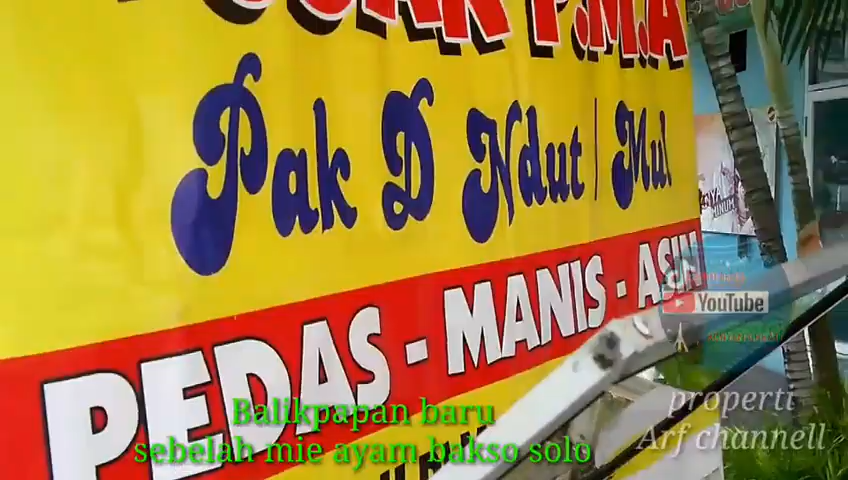 P.M.A
Pak D Ndut | Mul
PEDAS - MANIS - ASIN
YouTube
properti
Arf channell
Balikpapan baru
sebelah mie ayam bakso solo